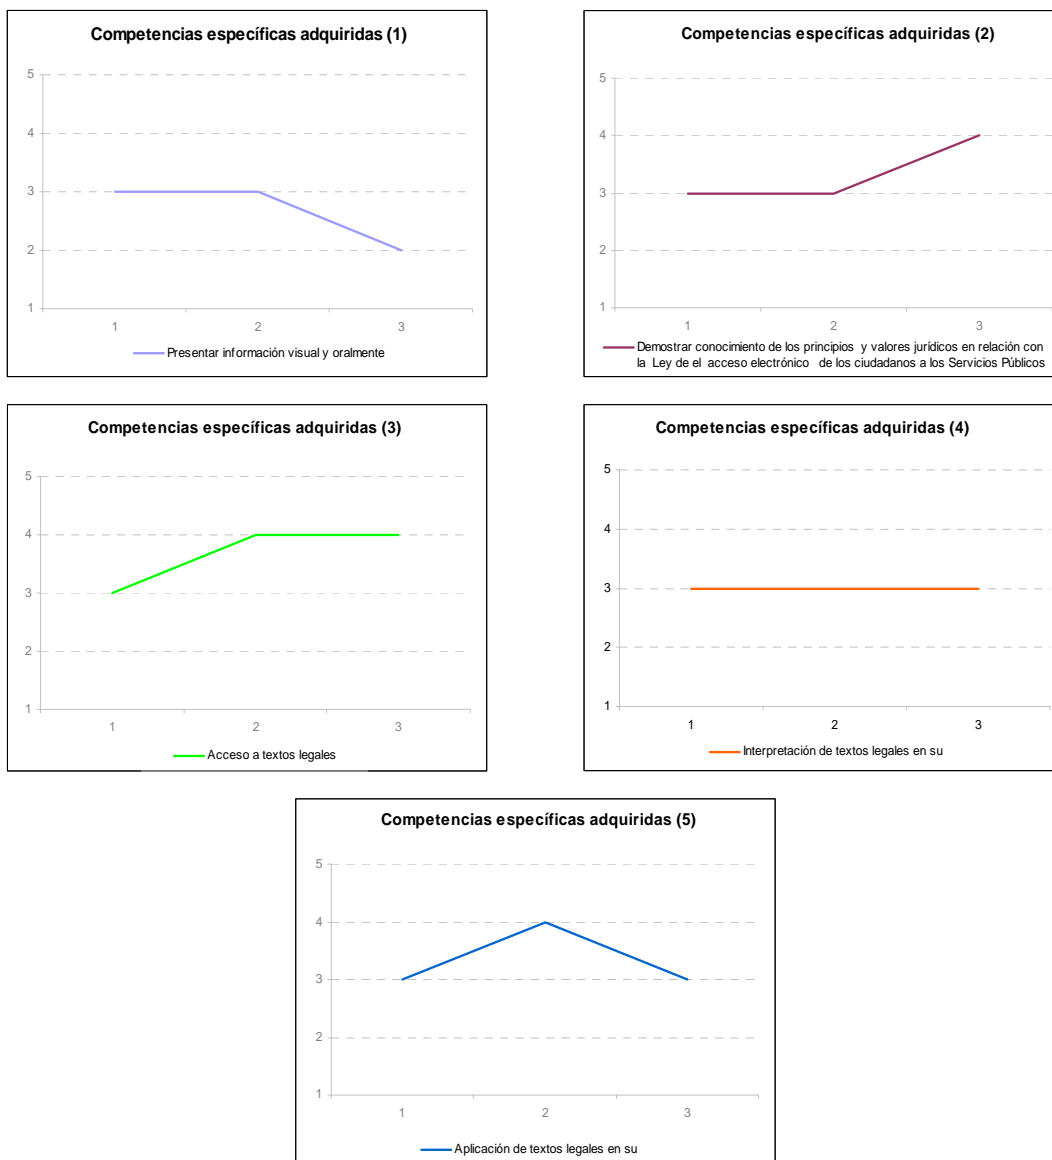 Competencias específicas adquiridas (1)
5
4
3
2
1
1 2 3
Presentar información visual y oralmente
Competencias específicas adquiridas (2)
5
4
3
2
1
1 2 3
Demostrar conocimiento de los principios y valores jurídicos en relación con
la Ley de el acceso electrónico de los ciudadanos a los Servicios Públicos
Competencias específicas adquiridas (3)
5
4
3
2
1
1 2 3
Acceso a textos legales
Competencias específicas adquiridas (4)
5
4
3
2
1
1 2 3
Interpretación de textos legales en su
Competencias específicas adquiridas (5)
5
4
3
2
1
1 2 3
Aplicación de textos legales en su